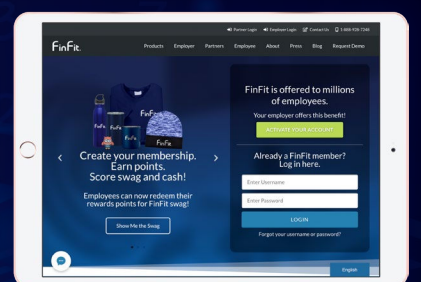 Partner Login Employer Login Contact Us 1-888-928-7248
FinFit.
Products Employer Partners Employee About Press Blog Request Demo
FinFit
FinFit
FinFit
FinFit
FinFit
Create your membership.
Earn points.
Score swag and cash!
Employees can now redeem their
rewards points for FinFit swag!
Show Me the Swag
FinFit is offered to millions
of employees.
Your employer offers this benefit!
ACTIVATE YOUR ACCOUNT
Already a FinFit member?
Log in here.
Enter Username
Enter Password
LOGIN
Forgot your username or password?
English